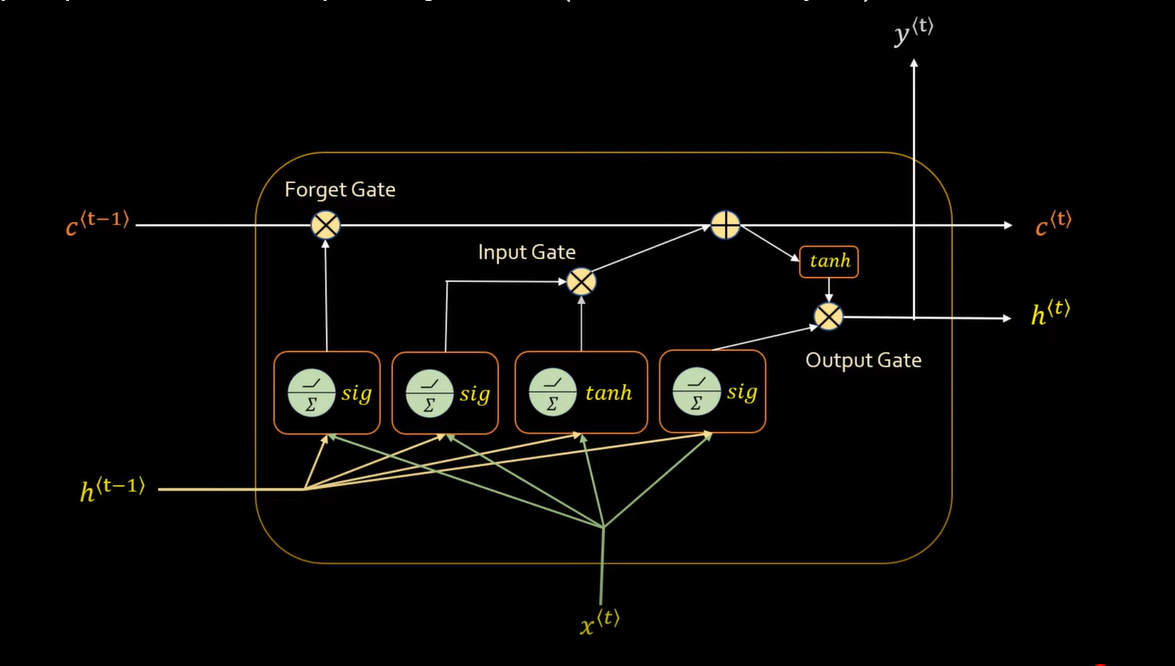 y⟨t⟩
Forget Gate
c⟨t−1⟩
c⟨t⟩
Input Gate
tanh
h⟨t⟩
Output Gate
Σ sig
Σ sig
Σ tanh
Σ sig
h⟨t−1⟩
x⟨t⟩